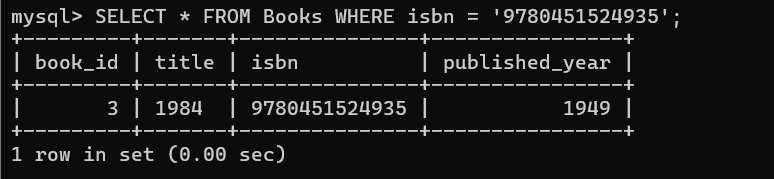 mysql> SELECT * FROM Books WHERE isbn = '9780451524935';
+---------+-------+---------------+----------------+
| book_id | title | isbn          | published_year |
+---------+-------+---------------+----------------+
|       3 | 1984  | 9780451524935 |           1949 |
+---------+-------+---------------+----------------+
1 row in set (0.00 sec)